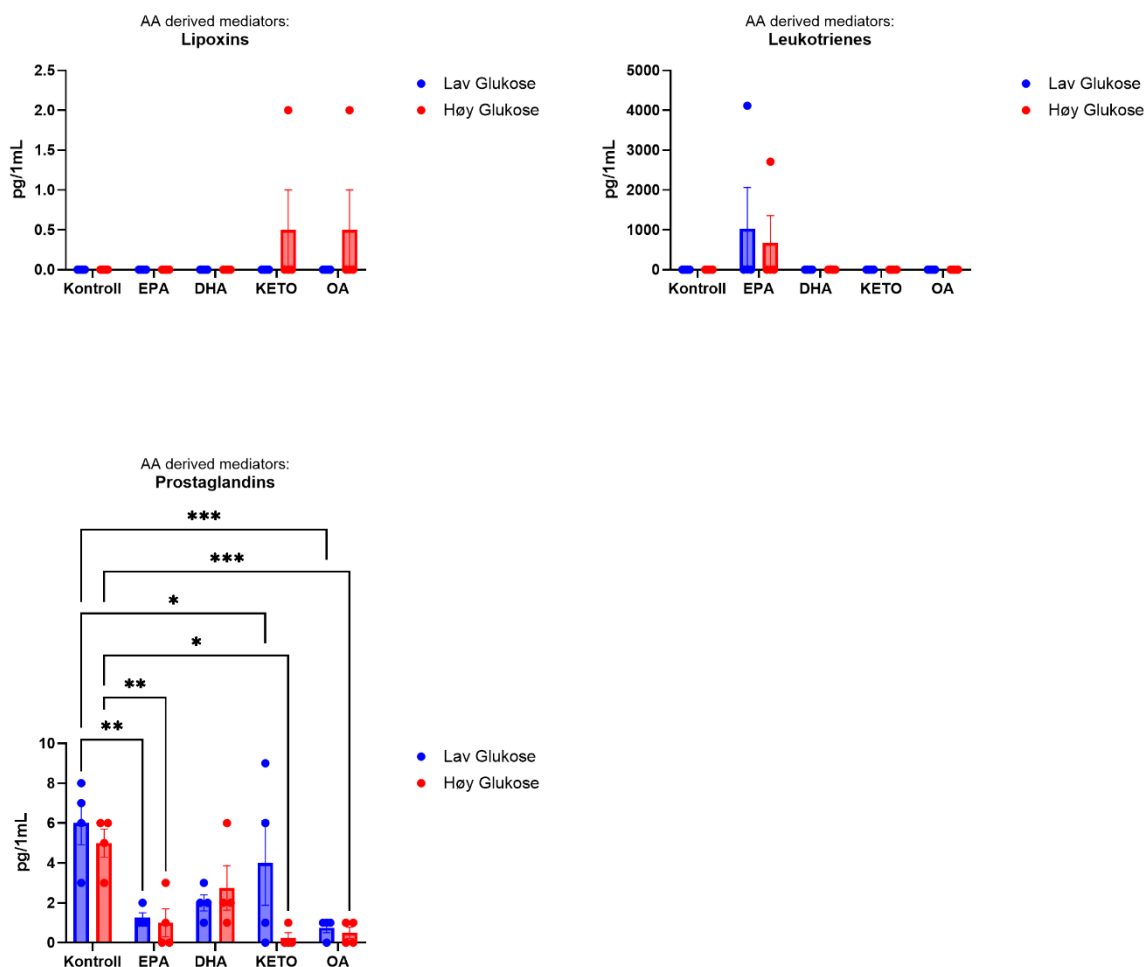 AA derived mediators:
Lipoxins
pg/1mL
2.5
2.0
1.5
1.0
0.5
0.0
Kontroll EPA DHA KETO OA
Lav Glukose
Høy Glukose
AA derived mediators:
Leukotrienes
pg/1mL
5000
4000
3000
2000
1000
0
Kontroll EPA DHA KETO OA
Lav Glukose
Høy Glukose
AA derived mediators:
Prostaglandins
***
***
*
*
**
**
pg/1mL
10
8
6
4
2
0
Kontroll EPA DHA KETO OA
Lav Glukose
Høy Glukose